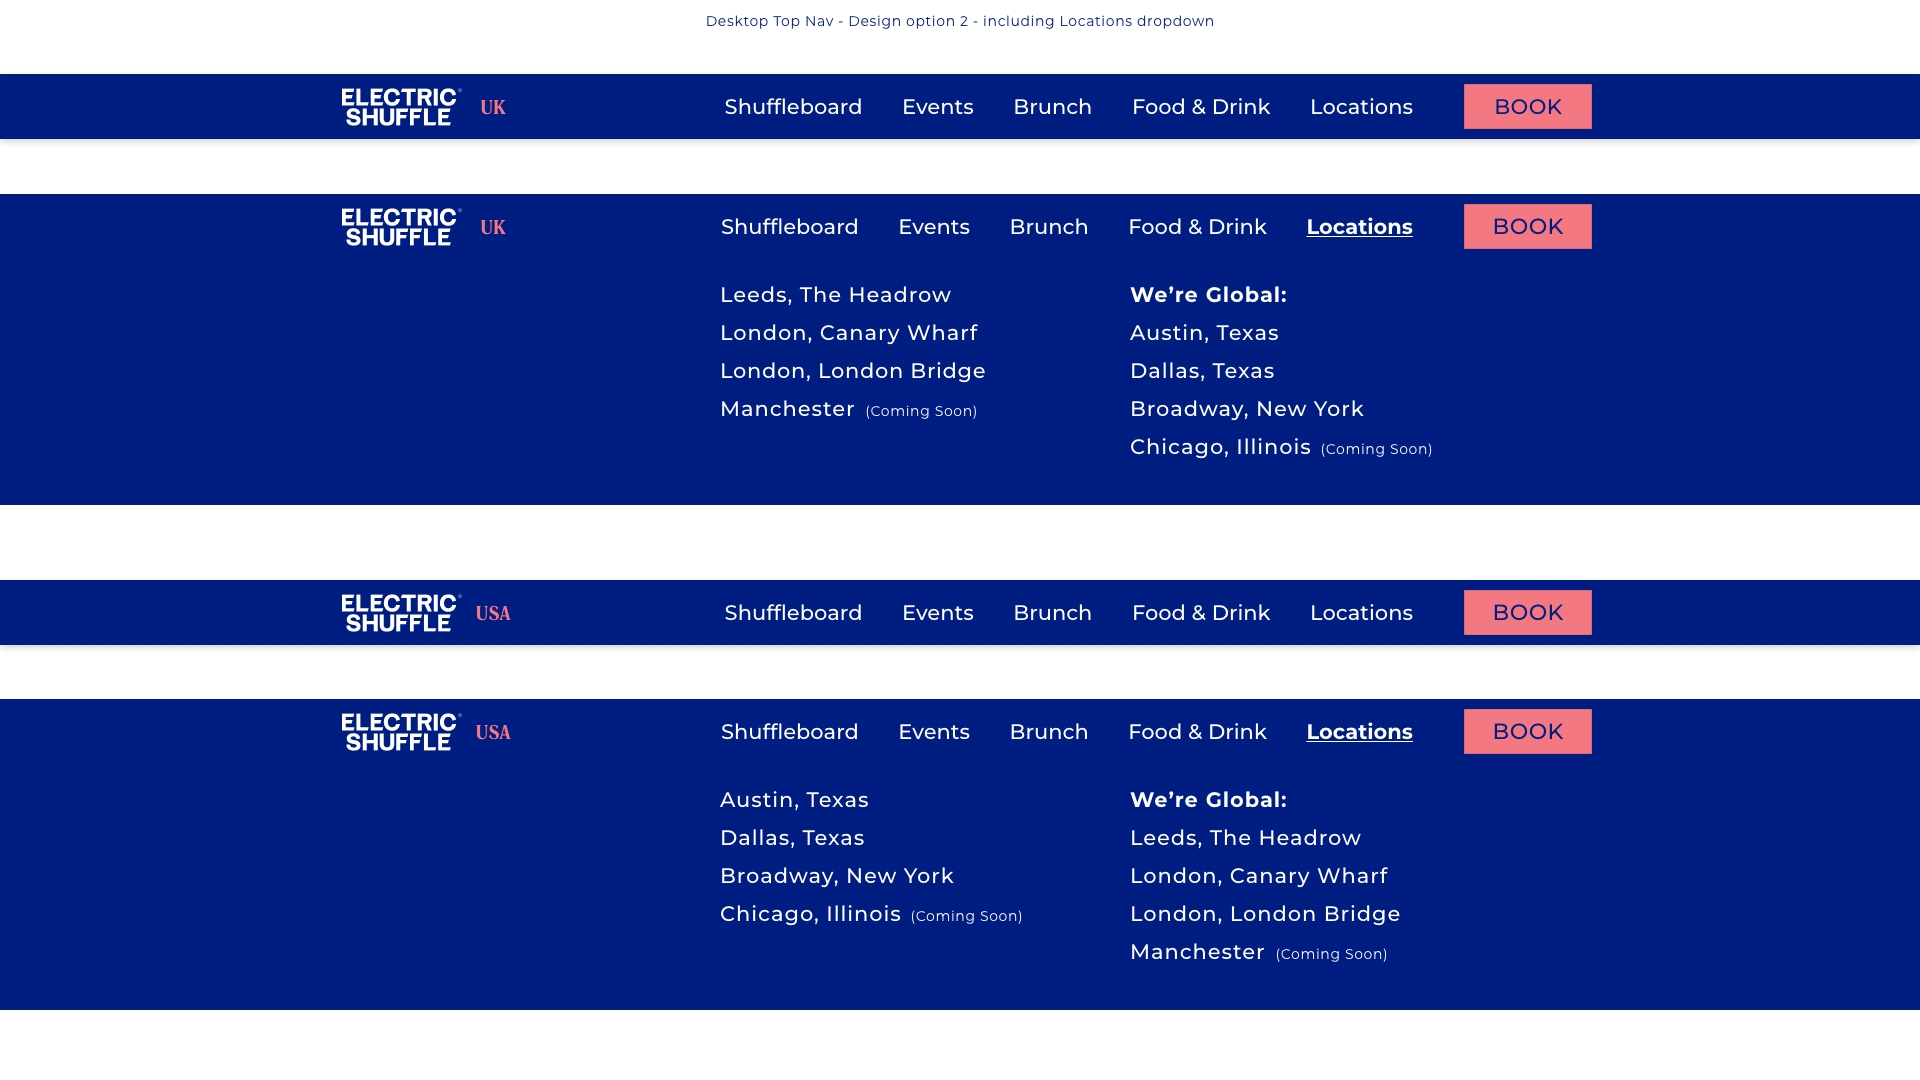 Desktop Top Nav - Design option 2 - including Locations dropdown
ELECTRIC SHUFFLE UK Shuffleboard Events Brunch Food & Drink Locations BOOK
ELECTRIC SHUFFLE UK Shuffleboard Events Brunch Food & Drink Locations BOOK
Leeds, The Headrow
London, Canary Wharf
London, London Bridge
Manchester (Coming Soon)
We’re Global:
Austin, Texas
Dallas, Texas
Broadway, New York
Chicago, Illinois (Coming Soon)
ELECTRIC SHUFFLE USA Shuffleboard Events Brunch Food & Drink Locations BOOK
ELECTRIC SHUFFLE USA Shuffleboard Events Brunch Food & Drink Locations BOOK
Austin, Texas
Dallas, Texas
Broadway, New York
Chicago, Illinois (Coming Soon)
We’re Global:
Leeds, The Headrow
London, Canary Wharf
London, London Bridge
Manchester (Coming Soon)